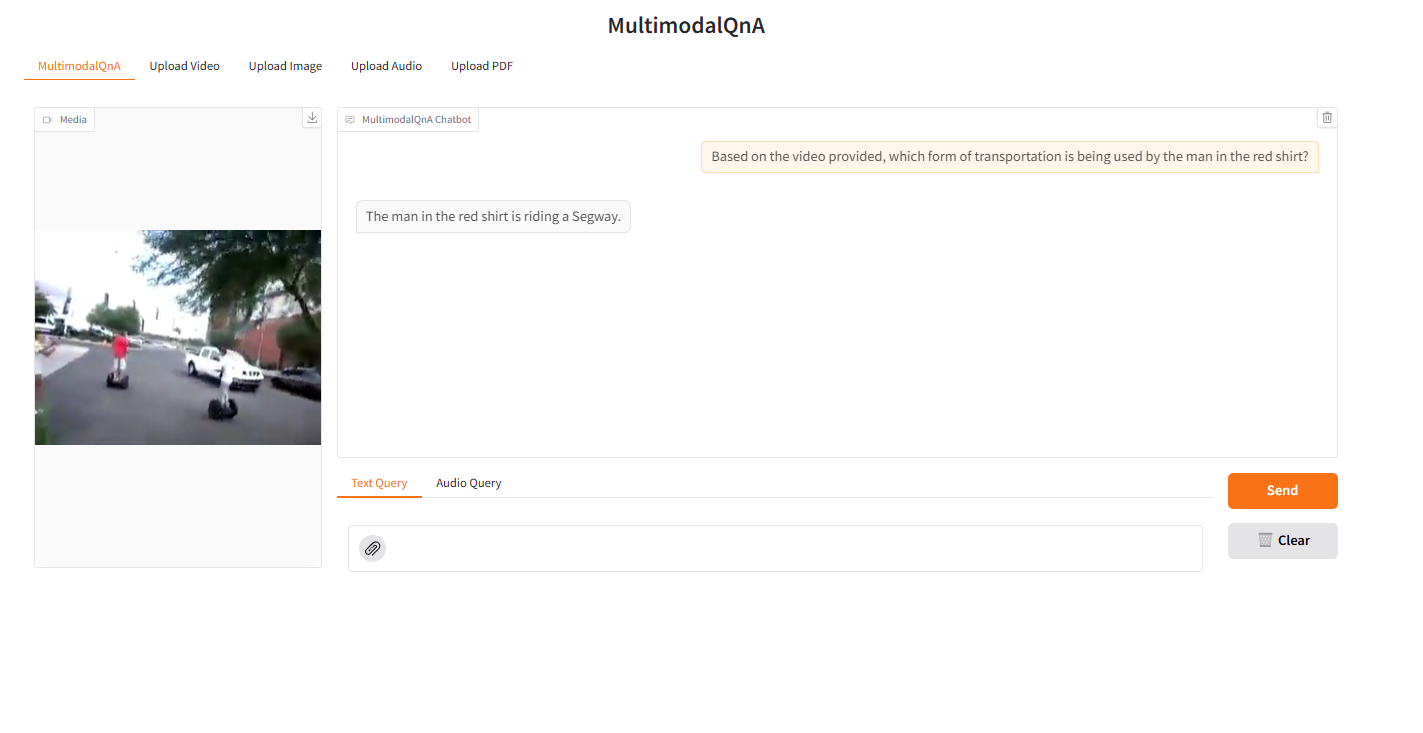 MultimodalQnA
MultimodalQnA Upload Video Upload Image Upload Audio Upload PDF
Media
MultimodalQnA Chatbot
Based on the video provided, which form of transportation is being used by the man in the red shirt?
The man in the red shirt is riding a Segway.
Text Query Audio Query
Send
Clear